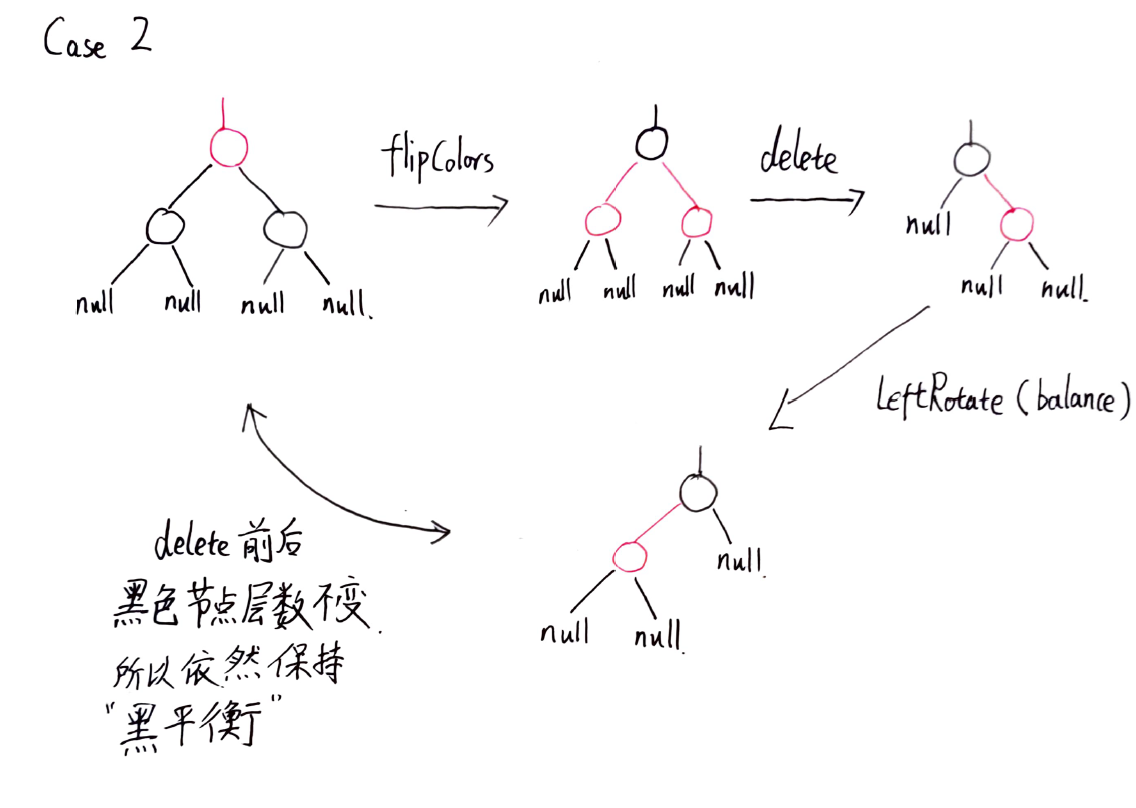 Case 2
flipColors
delete
null null null null.
null null null null
null
null null.
LeftRotate (balance)
null.
null null.
delete前后
黑色节点层数不变.
所以依然保持
"黑平衡"